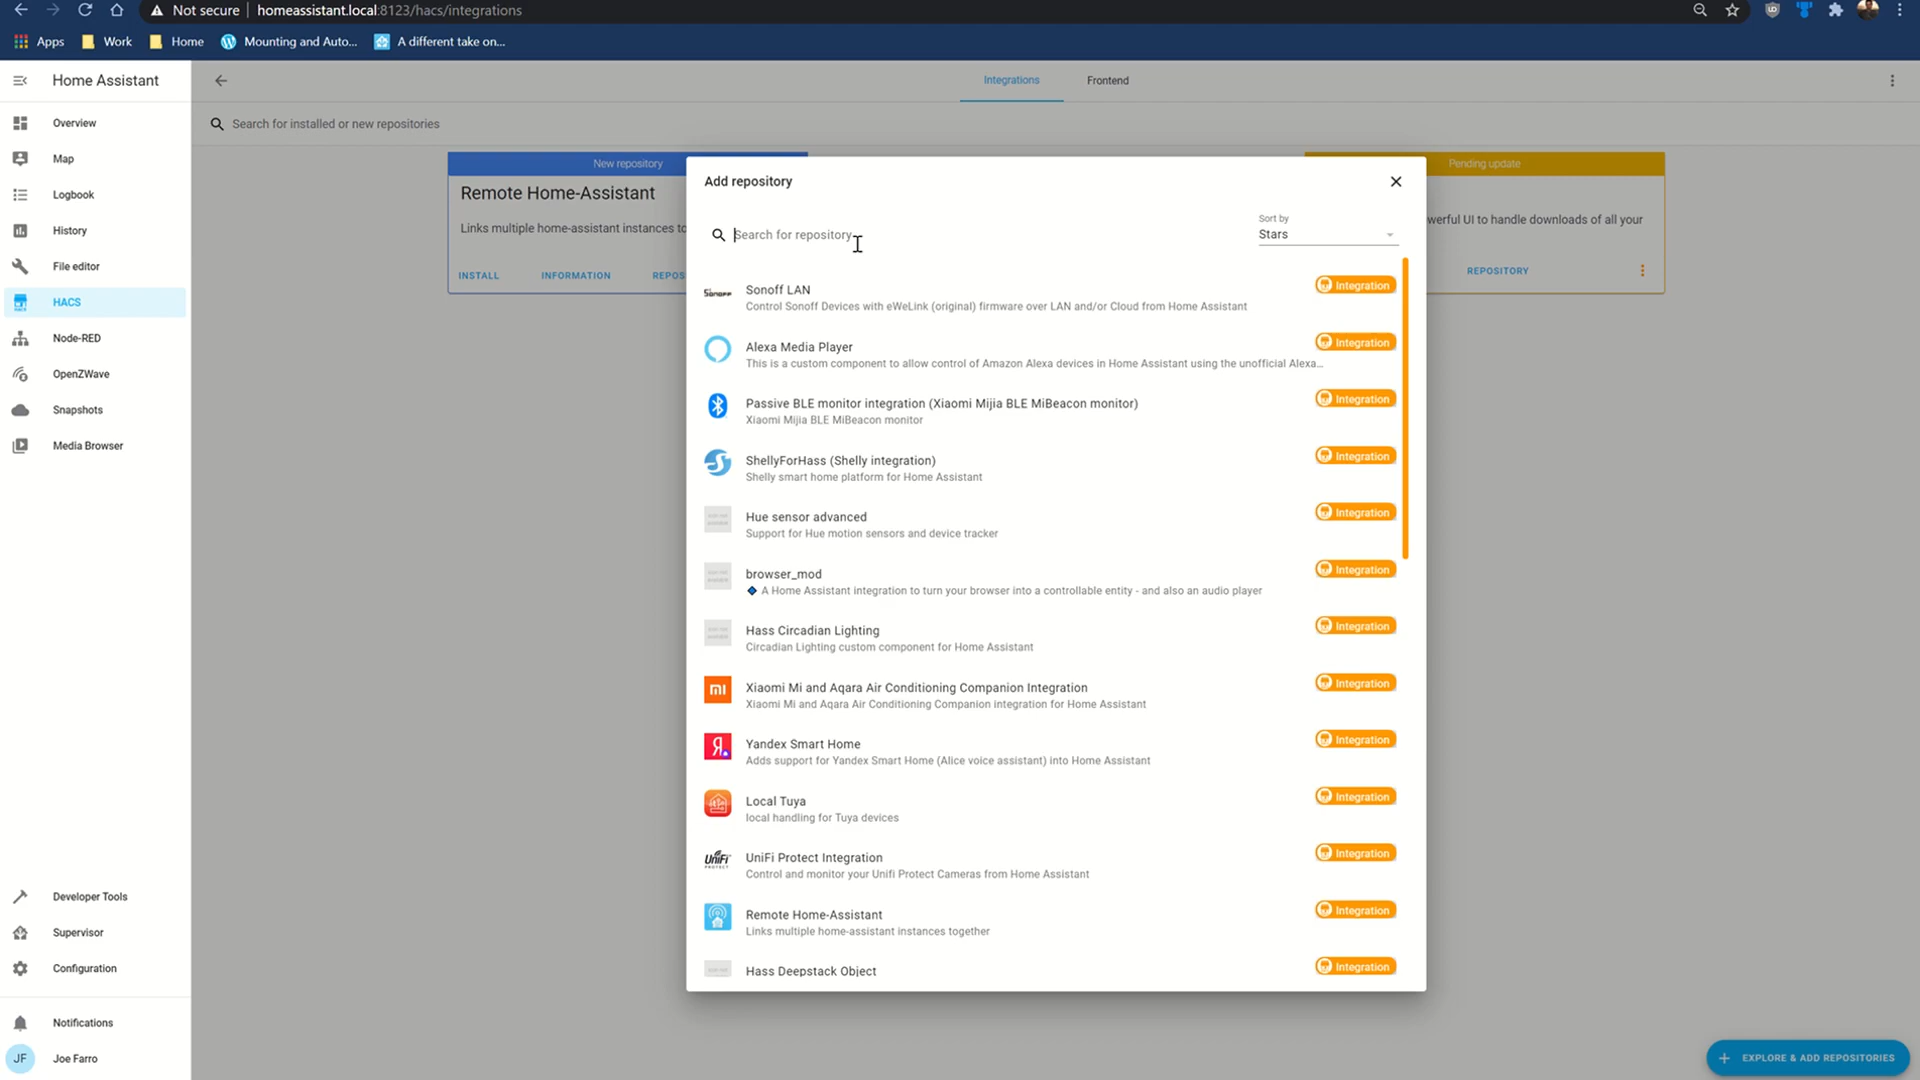 Not secure
homeassistant.local:8123/hacs/integrations
Apps
Work
Home
Mounting and Auto...
A different take on...
Home Assistant
Overview
Map
Logbook
History
File editor
HACS
Node-RED
OpenZWave
Snapshots
Media Browser
Developer Tools
Supervisor
Configuration
Notifications
JF
Joe Farro
Integrations
Frontend
Search for installed or new repositories
New repository
Remote Home-Assistant
Links multiple home-assistant instances to
INSTALL
INFORMATION
REPOS
Pending update
werful UI to handle downloads of all your
REPOSITORY
Add repository
Search for repository
Sort by
Stars
Sonoff LAN
Control Sonoff Devices with eWeLink (original) firmware over LAN and/or Cloud from Home Assistant
Integration
Alexa Media Player
This is a custom component to allow control of Amazon Alexa devices in Home Assistant using the unofficial Alexa...
Integration
Passive BLE monitor integration (Xiaomi Mijia BLE MiBeacon monitor)
Xiaomi Mijia BLE MiBeacon monitor
Integration
ShellyForHass (Shelly integration)
Shelly smart home platform for Home Assistant
Integration
Hue sensor advanced
Support for Hue motion sensors and device tracker
Integration
browser_mod
A Home Assistant integration to turn your browser into a controllable entity - and also an audio player
Integration
Hass Circadian Lighting
Circadian Lighting custom component for Home Assistant
Integration
Xiaomi Mi and Aqara Air Conditioning Companion Integration
Xiaomi Mi and Aqara Air Conditioning Companion integration for Home Assistant
Integration
Yandex Smart Home
Adds support for Yandex Smart Home (Alice voice assistant) into Home Assistant
Integration
Local Tuya
local handling for Tuya devices
Integration
UniFi Protect Integration
Control and monitor your Unifi Protect Cameras from Home Assistant
Integration
Remote Home-Assistant
Links multiple home-assistant instances together
Integration
Hass Deepstack Object
Integration
EXPLORE & ADD REPOSITORIES